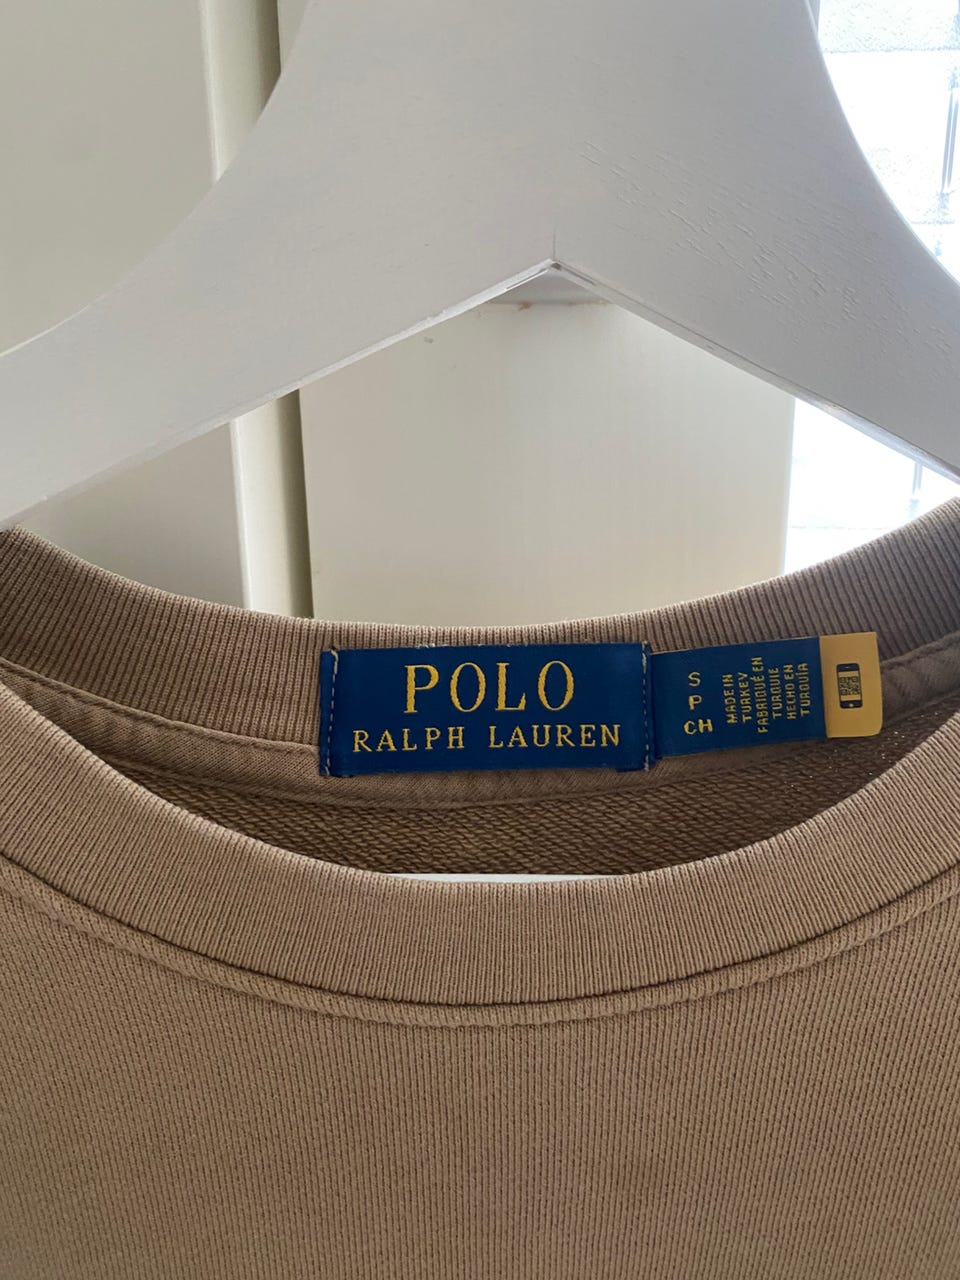 POLO
RALPH LAUREN
S
P
CH
MADE IN
TURKEY
FABRIQUÉ EN
TURQUIE
HECHO EN
TURQUÍA